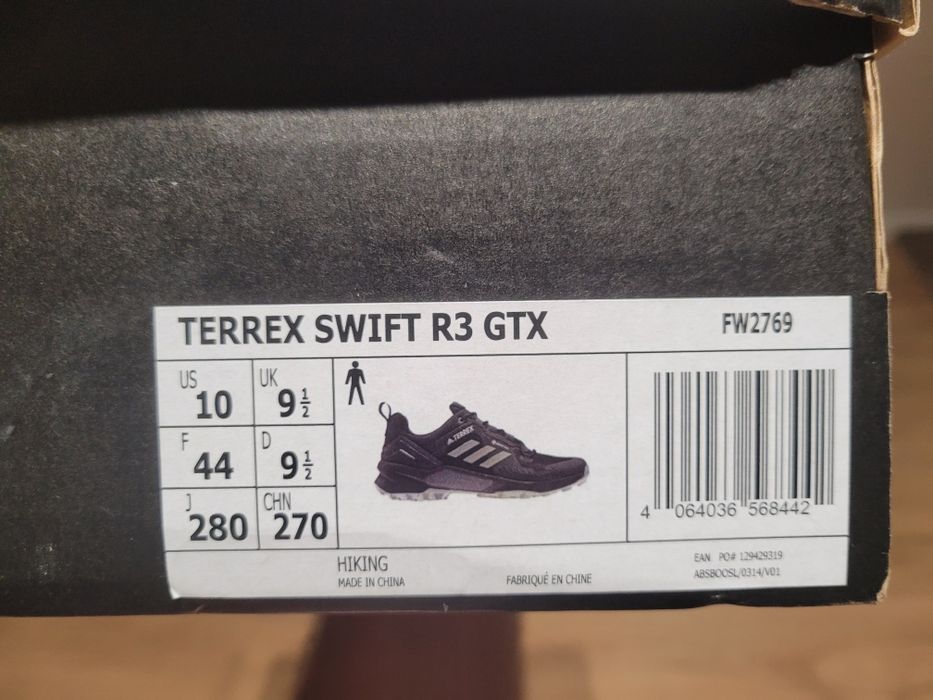 TERREX SWIFT R3 GTX
FW2769
US
10
UK
9 1/2
F
44
D
9 1/2
J
280
CHN
270
TERREX
4 064036 568442
HIKING
MADE IN CHINA
FABRIQUÉ EN CHINE
EAN PO# 129429319
ABSBOOSL/0314/V01